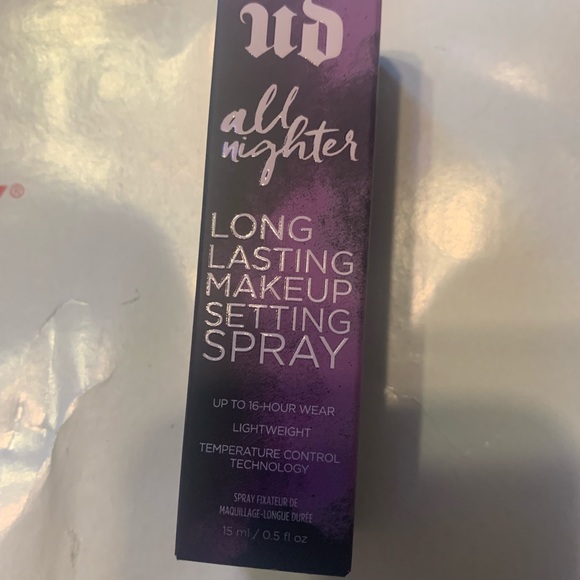 UD
all
nighter
LONG
LASTING
MAKEUP
SETTING
SPRAY
UP TO 16-HOUR WEAR
LIGHTWEIGHT
TEMPERATURE CONTROL
TECHNOLOGY
SPRAY FIXATEUR DE
MAQUILLAGE-LONGUE DURÉE
15 ml / 0.5 fl oz